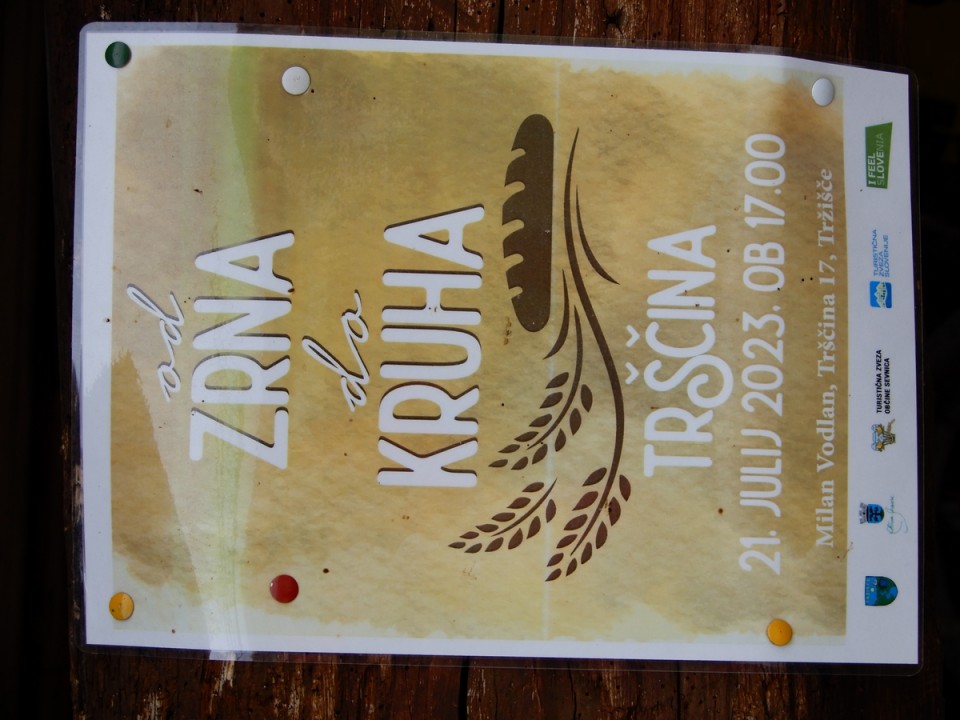 od
ZRNA
do
KRUHA
TRŠČINA
21. JULIJ 2023. OB 17.00
Milan Vodlan, Trščina 17, Tržišče
TURISTIČNA ZVEZA
OBČINE SEVNICA
TURISTIČNA
ZVEZA
SLOVENIJE
I FEEL
SLOVENIA